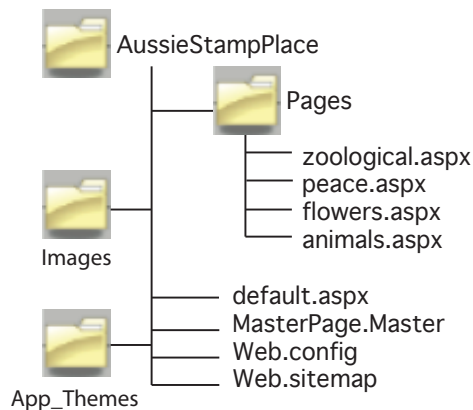 AussieStampPlace
Pages
zoological.aspx
peace.aspx
flowers.aspx
animals.aspx
Images
default.aspx
MasterPage.Master
Web.config
Web.sitemap
App_Themes